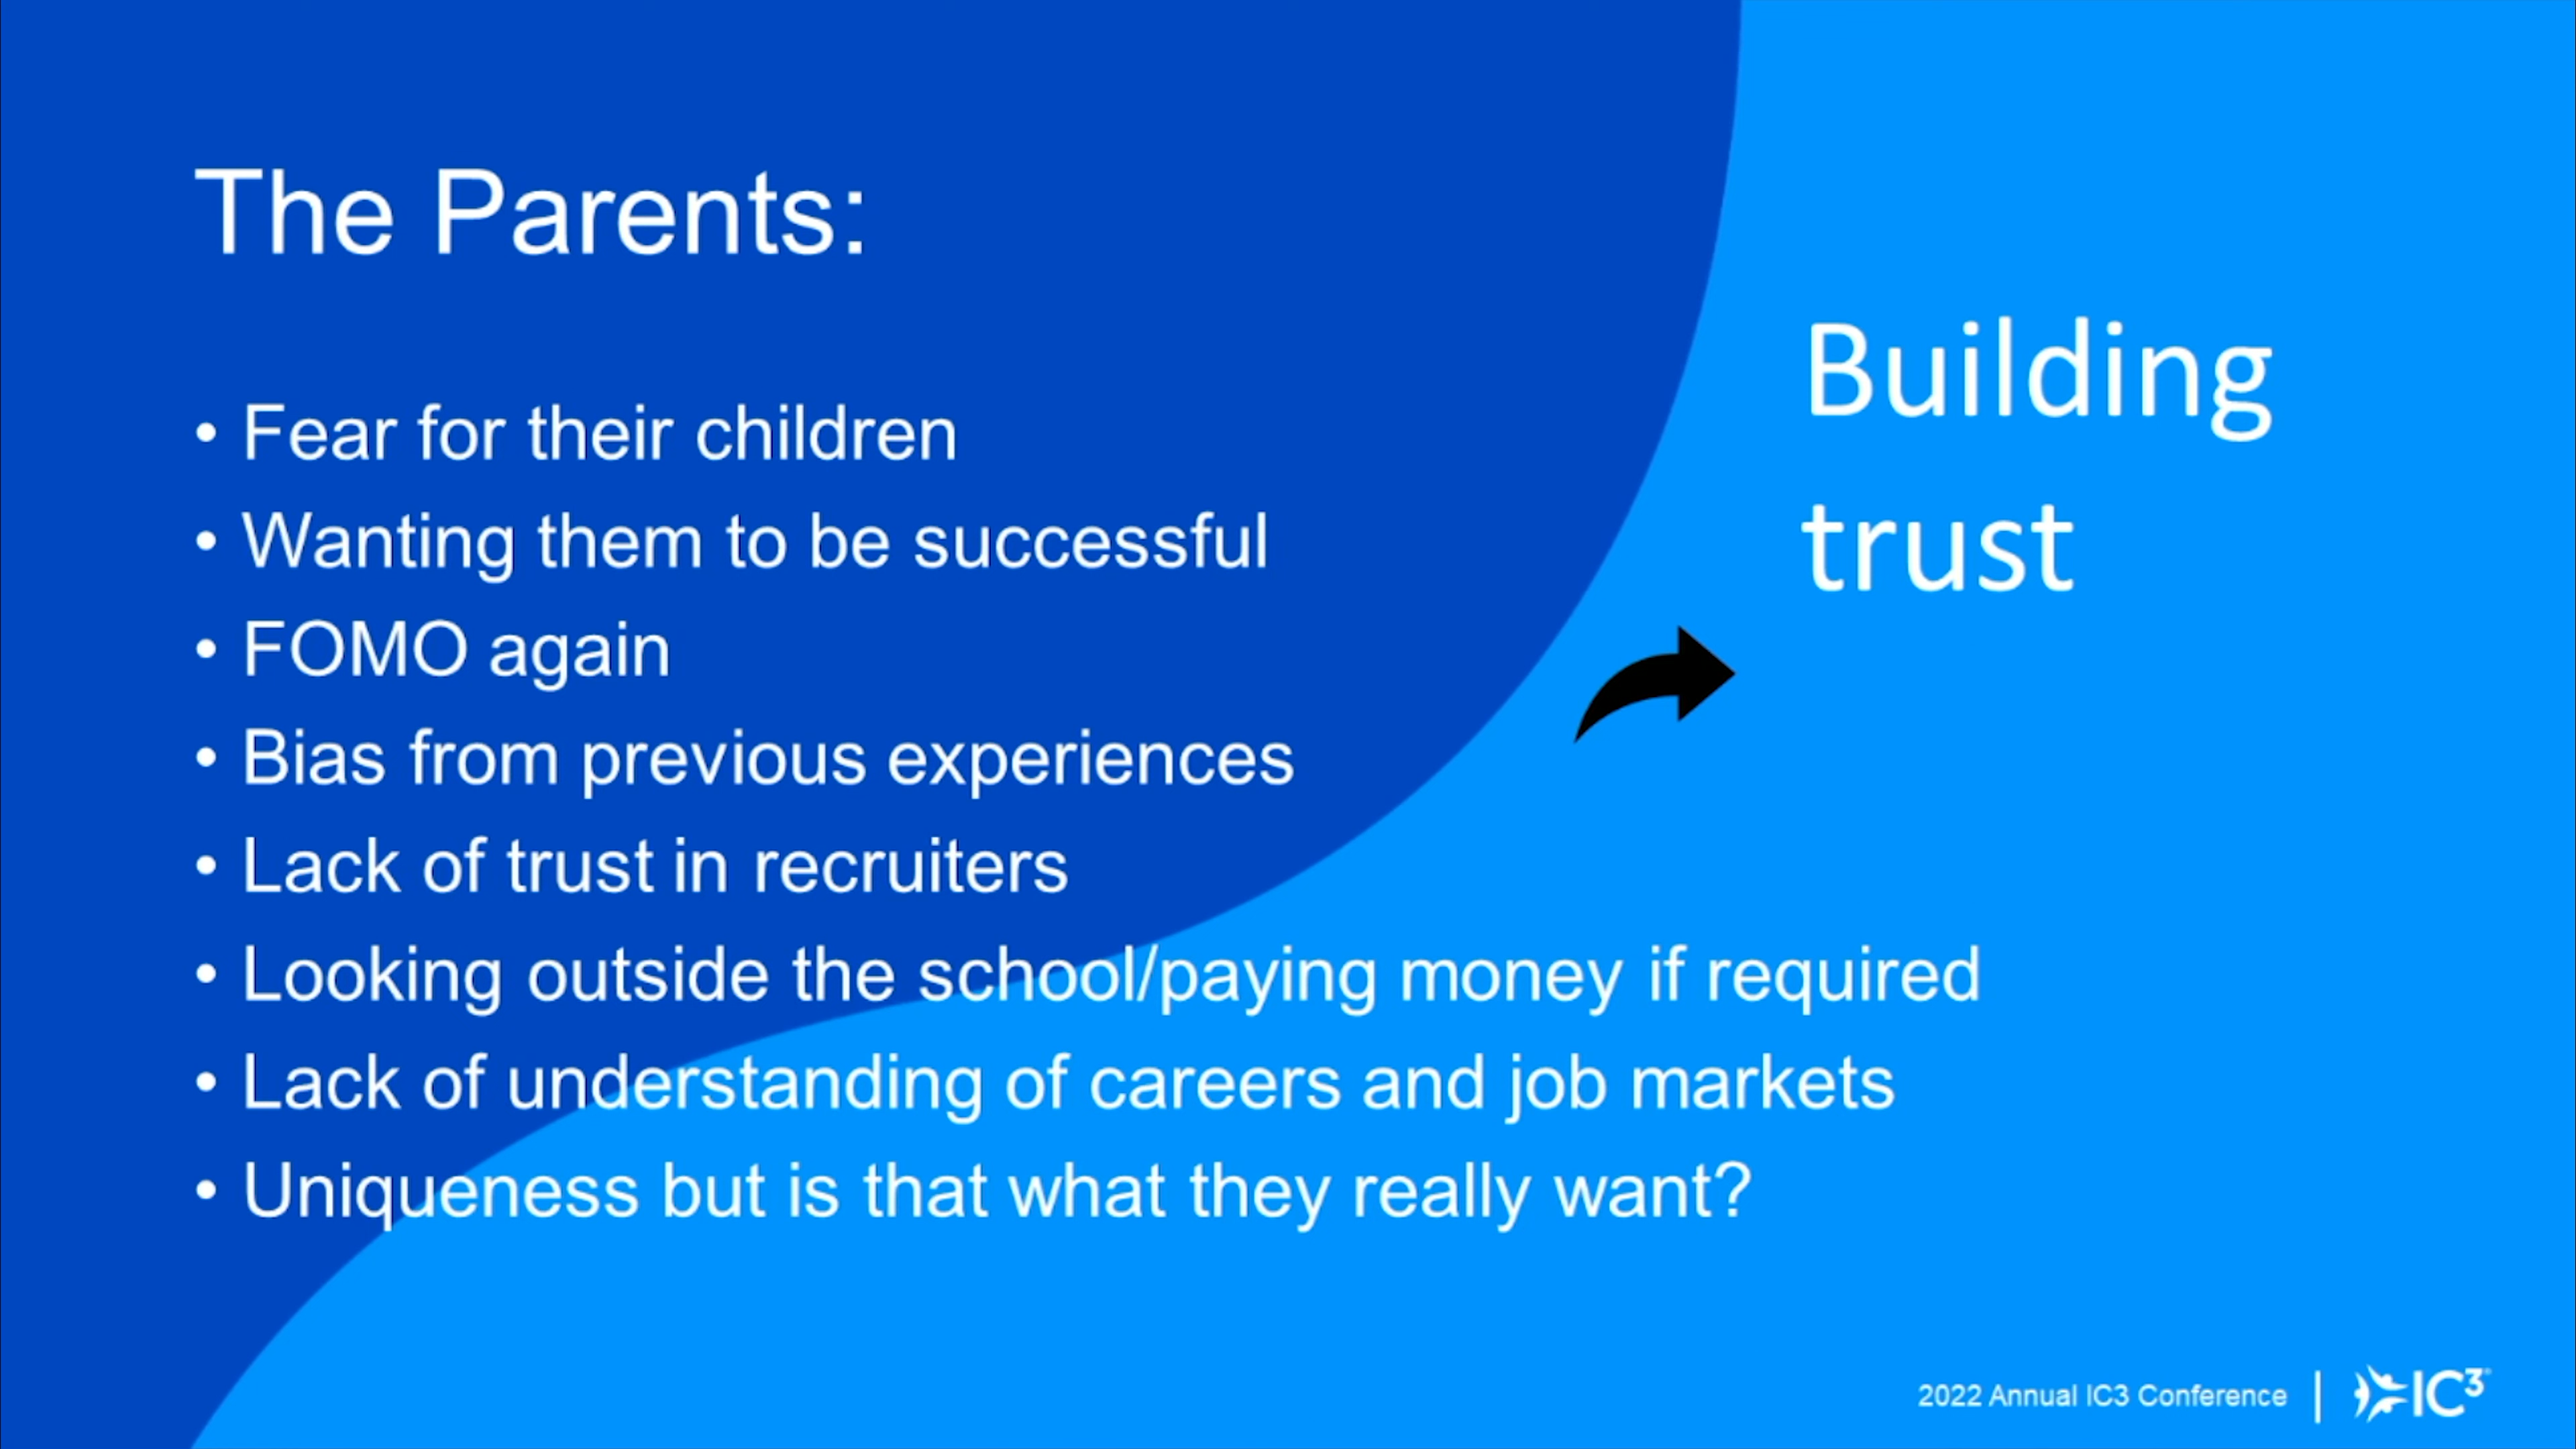 The Parents:
• Fear for their children
• Wanting them to be successful
• FOMO again
• Bias from previous experiences
• Lack of trust in recruiters
• Looking outside the school/paying money if required
• Lack of understanding of careers and job markets
• Uniqueness but is that what they really want?
Building
trust
2022 Annual IC3 Conference
IC³